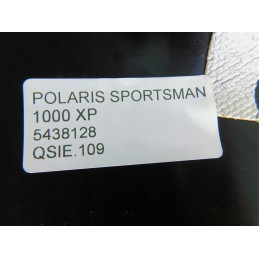 POLARIS SPORTSMAN
1000 XP
5438128
QSIE.109